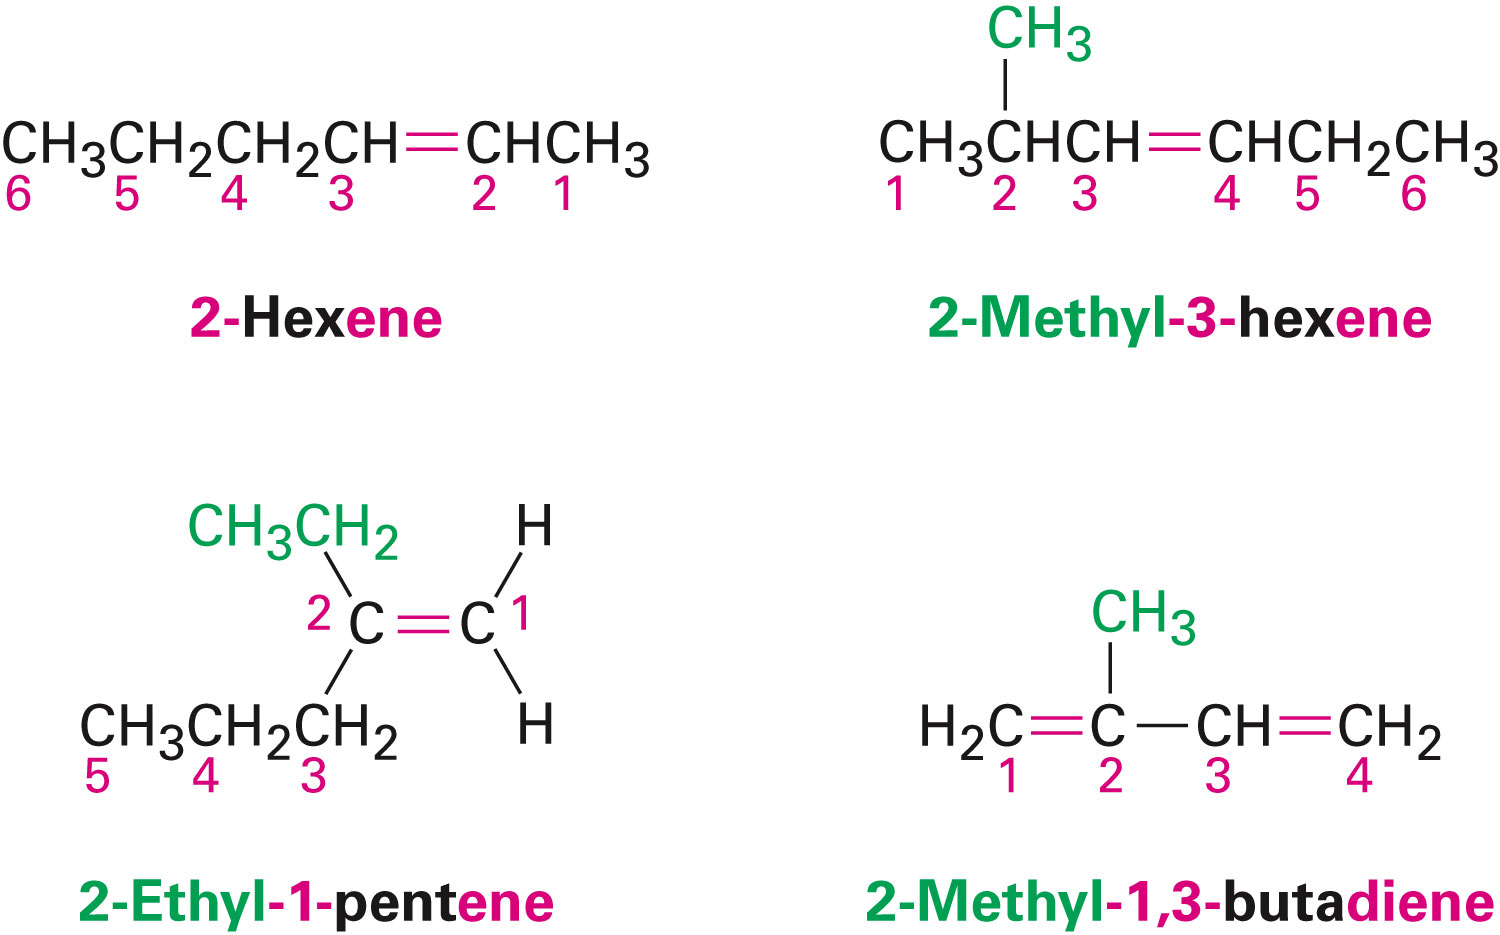 CH₃CH₂CH₂CH=CHCH₃
6 5 4 3 2 1
2-Hexene
CH₃
CH₃CHCH=CHCH₂CH₃
1 2 3 4 5 6
2-Methyl-3-hexene
CH₃CH₂ H
2 C=C 1
CH₃CH₂CH₂ H
5 4 3
2-Ethyl-1-pentene
CH₃
H₂C=C—CH=CH₂
1 2 3 4
2-Methyl-1,3-butadiene